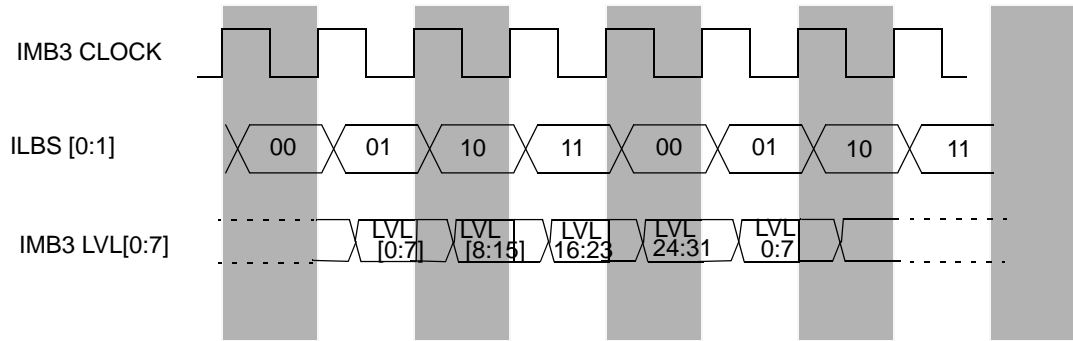 IMB3 CLOCK
ILBS [0:1]
00 01 10 11 00 01 10 11
IMB3 LVL[0:7]
LVL LVL LVL LVL LVL
[0:7] [8:15] 16:23 24:31 0:7